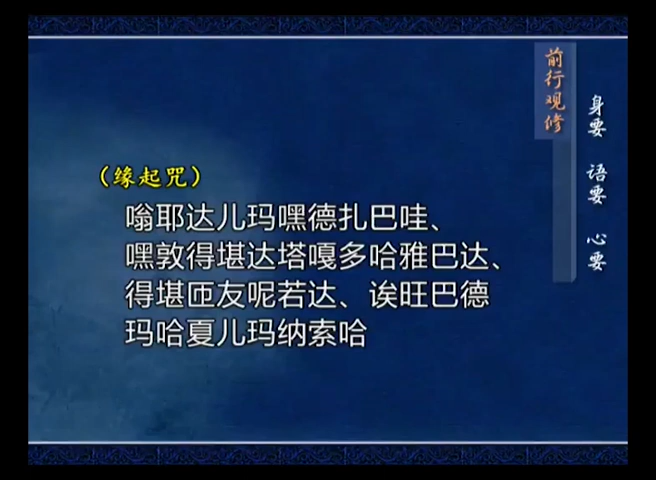 前行观修
身要 语要 心要
（缘起咒）
嗡耶达儿玛嘿德扎巴哇、
嘿敦得堪达塔嘎多哈雅巴达、
得堪匝友呢若达、诶旺巴德
玛哈夏儿玛纳索哈